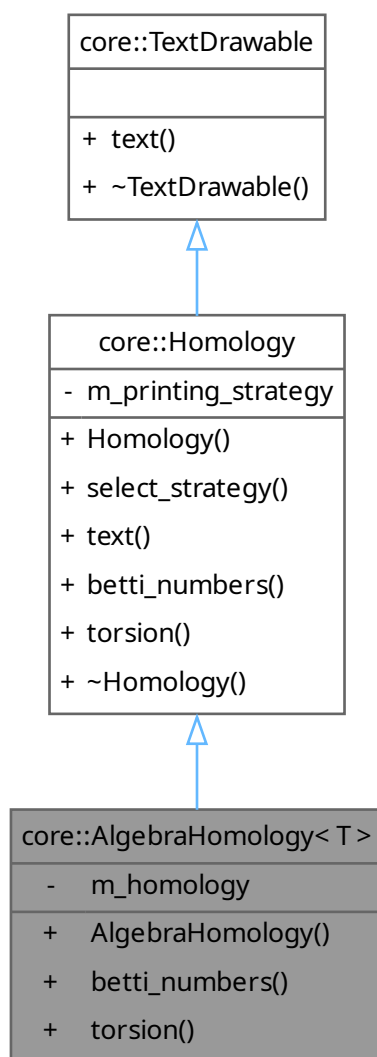 core::TextDrawable
+ text()
+ ~TextDrawable()
core::Homology
- m_printing_strategy
+ Homology()
+ select_strategy()
+ text()
+ betti_numbers()
+ torsion()
+ ~Homology()
core::AlgebraHomology< T >
- m_homology
+ AlgebraHomology()
+ betti_numbers()
+ torsion()